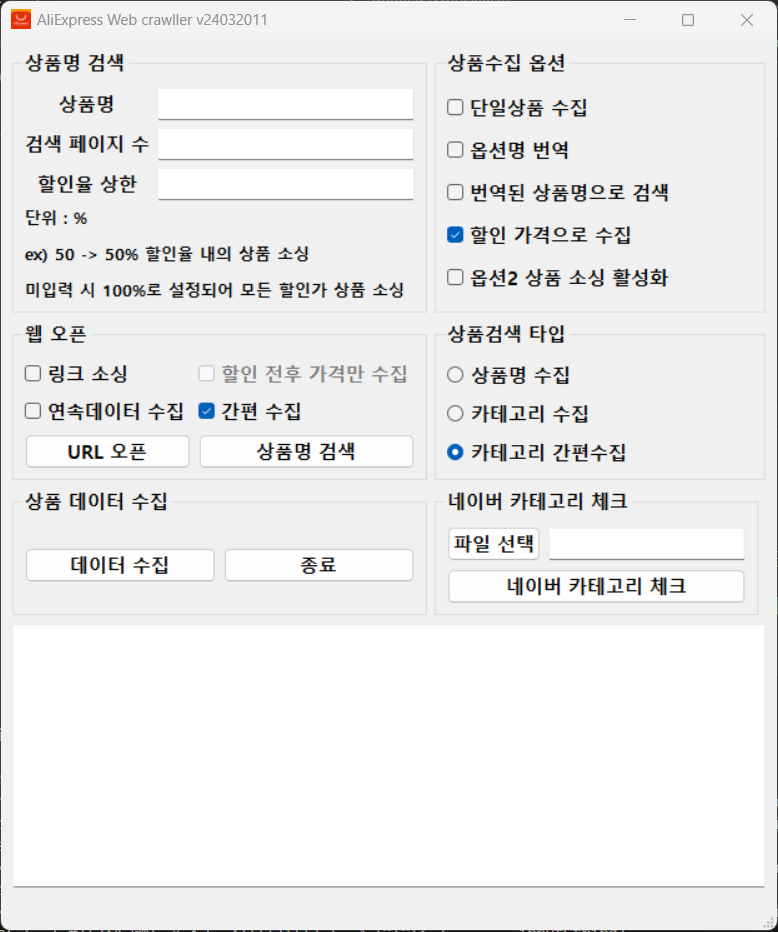 AliExpress Web crawller v24032011
상품명 검색
상품명
검색 페이지 수
할인율 상한
단위 : %
ex) 50 -> 50% 할인율 내의 상품 소싱
미입력 시 100%로 설정되어 모든 할인가 상품 소싱
상품수집 옵션
단일상품 수집
옵션명 번역
번역된 상품명으로 검색
할인 가격으로 수집
옵션2 상품 소싱 활성화
웹 오픈
링크 소싱
할인 전후 가격만 수집
연속데이터 수집
간편 수집
URL 오픈
상품명 검색
상품검색 타입
상품명 수집
카테고리 수집
카테고리 간편수집
상품 데이터 수집
데이터 수집
종료
네이버 카테고리 체크
파일 선택
네이버 카테고리 체크